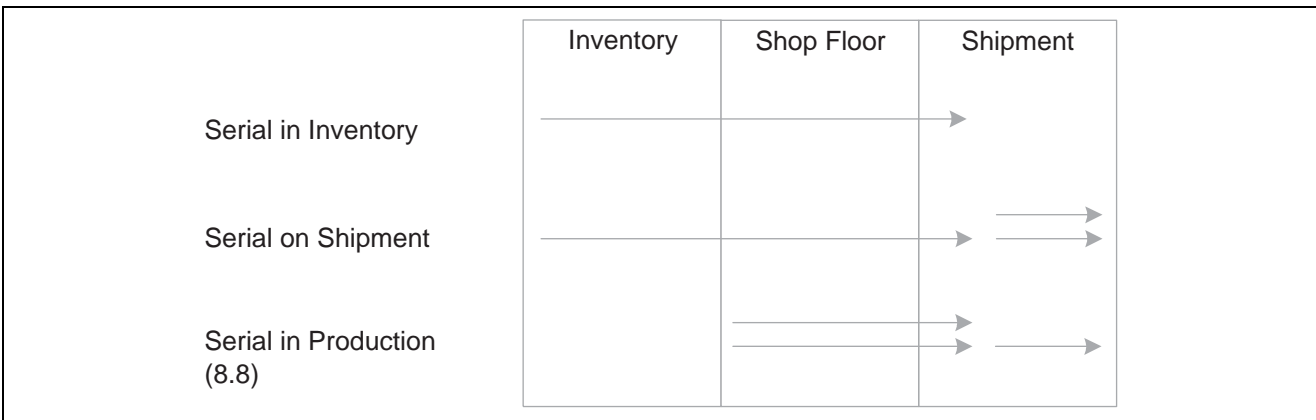 Inventory Shop Floor Shipment
Serial in Inventory
Serial on Shipment
Serial in Production
(8.8)